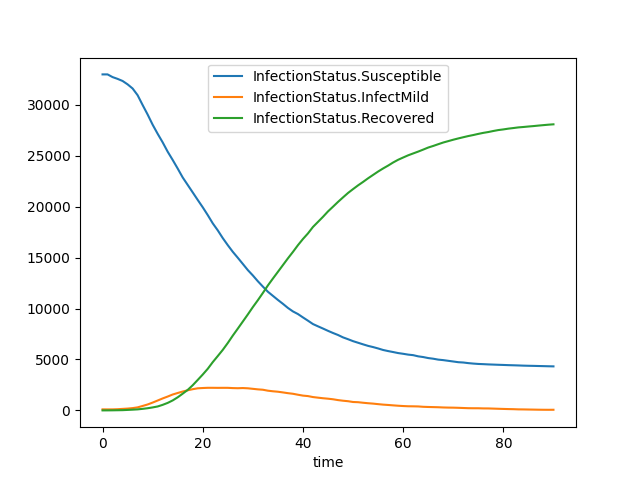 InfectionStatus.Susceptible
InfectionStatus.InfectMild
InfectionStatus.Recovered
30000
25000
20000
15000
10000
5000
0
0 20 40 60 80
time